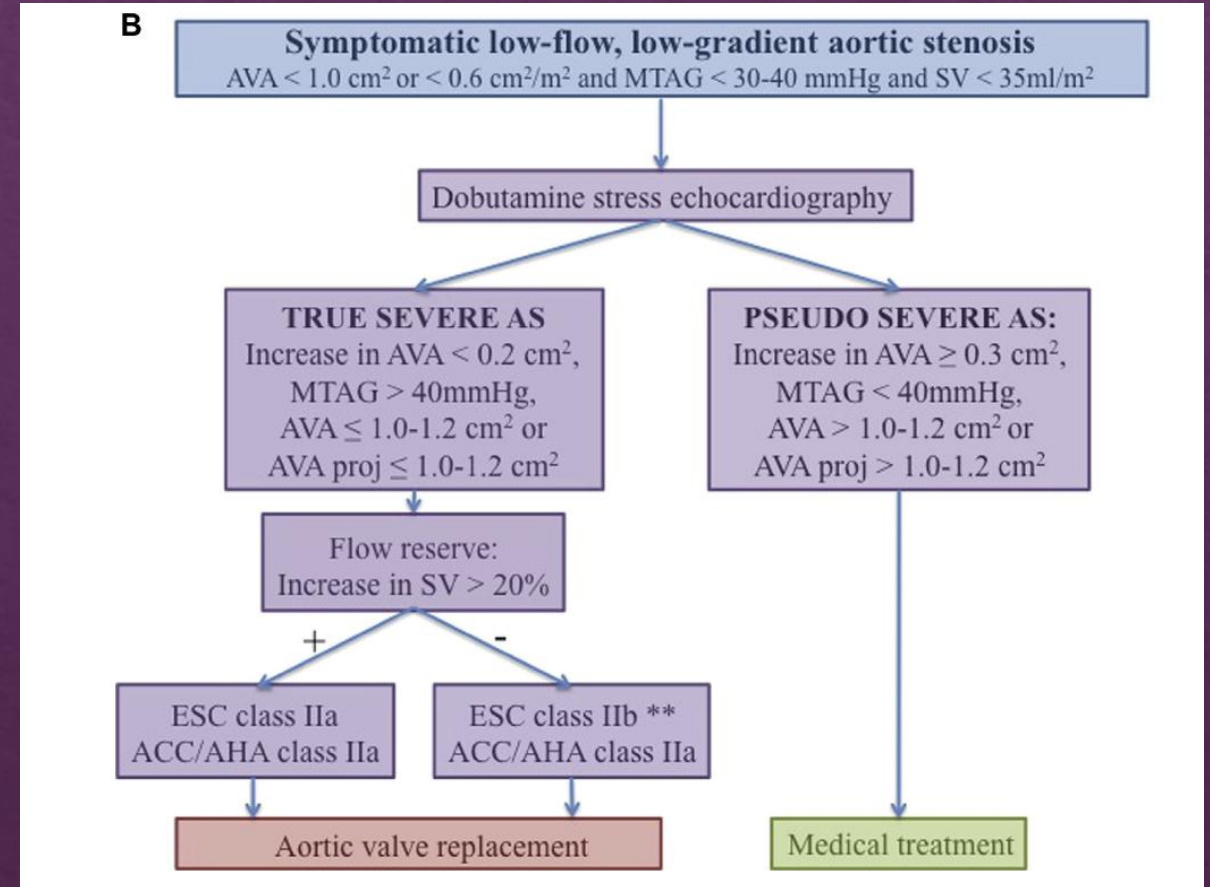 B
Symptomatic low-flow, low-gradient aortic stenosis
AVA < 1.0 cm² or < 0.6 cm²/m² and MTAG < 30-40 mmHg and SV < 35ml/m²
Dobutamine stress echocardiography
TRUE SEVERE AS
Increase in AVA < 0.2 cm²,
MTAG > 40mmHg,
AVA ≤ 1.0-1.2 cm² or
AVA proj ≤ 1.0-1.2 cm²
PSEUDO SEVERE AS:
Increase in AVA ≥ 0.3 cm²,
MTAG < 40mmHg,
AVA > 1.0-1.2 cm² or
AVA proj > 1.0-1.2 cm²
Flow reserve:
Increase in SV > 20%
+
-
ESC class IIa
ACC/AHA class IIa
ESC class IIb **
ACC/AHA class IIa
Aortic valve replacement
Medical treatment